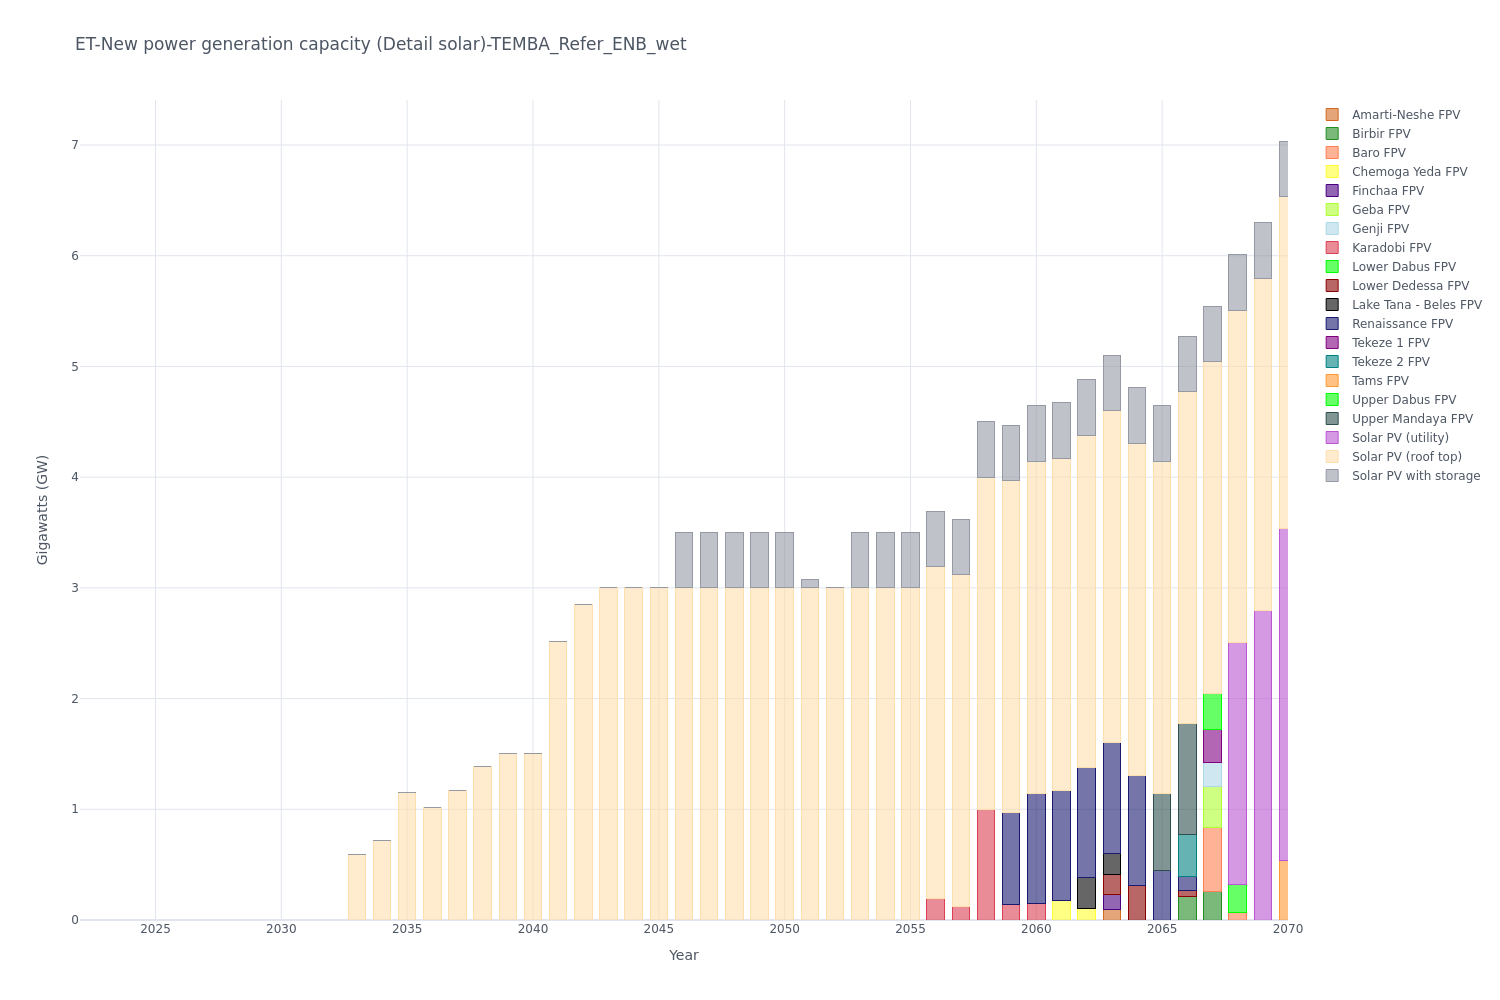 ET-New power generation capacity (Detail solar)-TEMBA_Refer_ENB_wet
Amarti-Neshe FPV
Birbir FPV
Baro FPV
Chemoga Yeda FPV
Finchaa FPV
Geba FPV
Genji FPV
Karadobi FPV
Lower Dabus FPV
Lower Dedessa FPV
Lake Tana - Beles FPV
Renaissance FPV
Tekeze 1 FPV
Tekeze 2 FPV
Tams FPV
Upper Dabus FPV
Upper Mandaya FPV
Solar PV (utility)
Solar PV (roof top)
Solar PV with storage
7
6
5
4
3
2
1
0
Gigawatts (GW)
2025 2030 2035 2040 2045 2050 2055 2060 2065 2070
Year